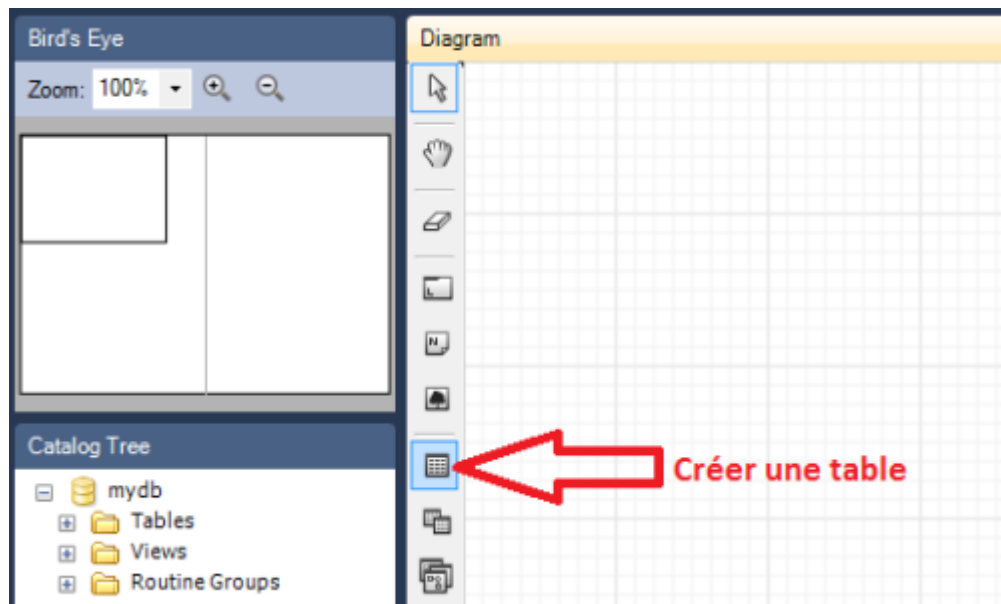 Bird's Eye
Zoom: 100%
Diagram
L
N
Créer une table
Catalog Tree
mydb
Tables
Views
Routine Groups